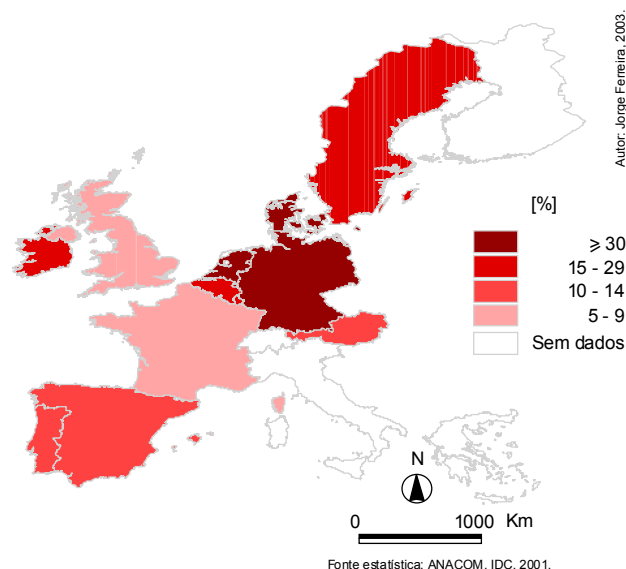 Autor: Jorge Ferreira, 2003.
[%]
⩾ 30
15 - 29
10 - 14
5 - 9
Sem dados
N
0 1000 Km
Fonte estatística: ANACOM, IDC, 2001.